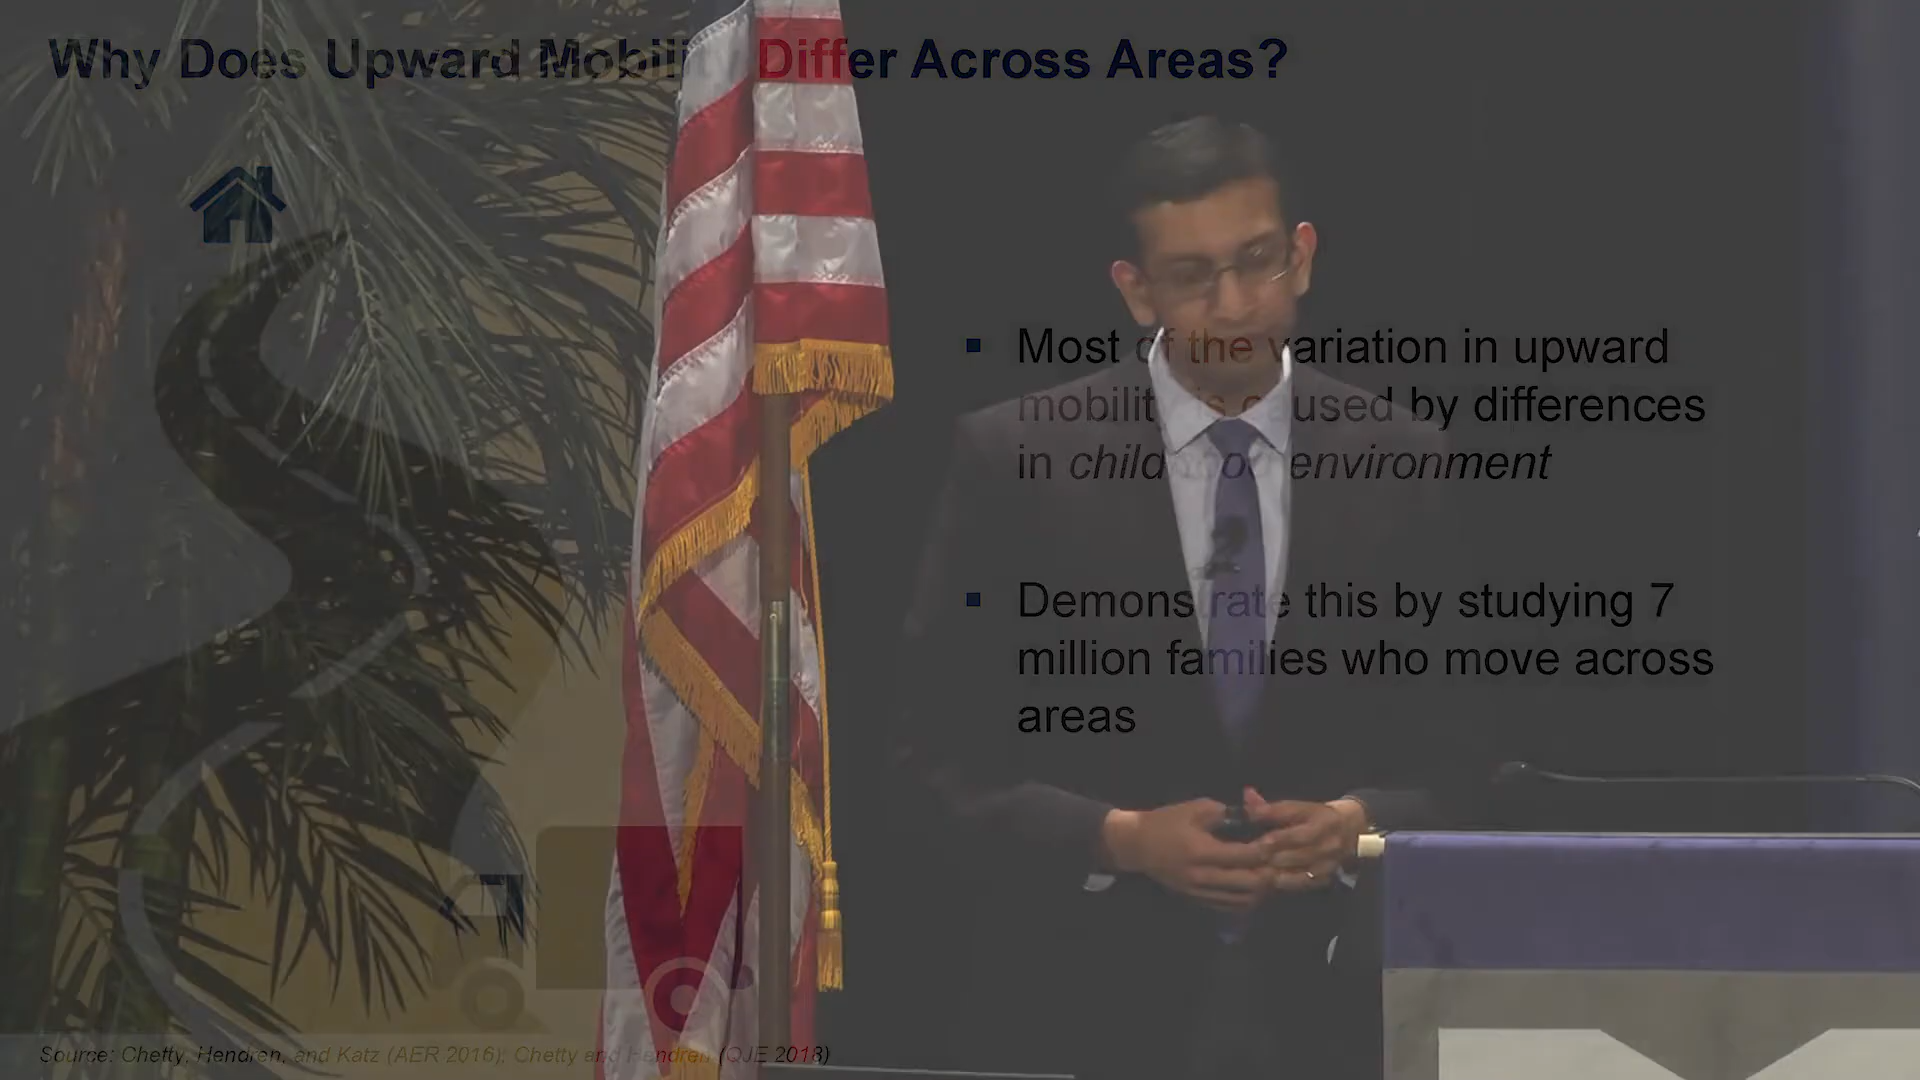 Why Does Upward Mobility Differ Across Areas?
▪ Most of the variation in upward
mobility is caused by differences
in childhood environment
▪ Demonstrate this by studying 7
million families who move across
areas
Source: Chetty, Hendren, and Katz (AER 2016); Chetty and Hendren (QJE 2018)